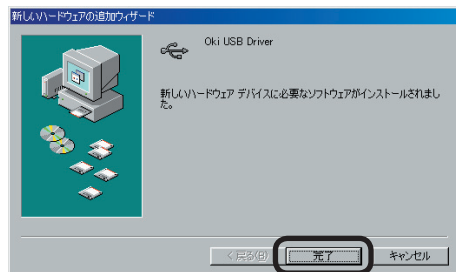 新しいハードウェアの追加ウィザード
Oki USB Driver
新しいハードウェア デバイスに必要なソフトウェアがインストールされまし
た。
< 戻る(B)
完了
キャンセル